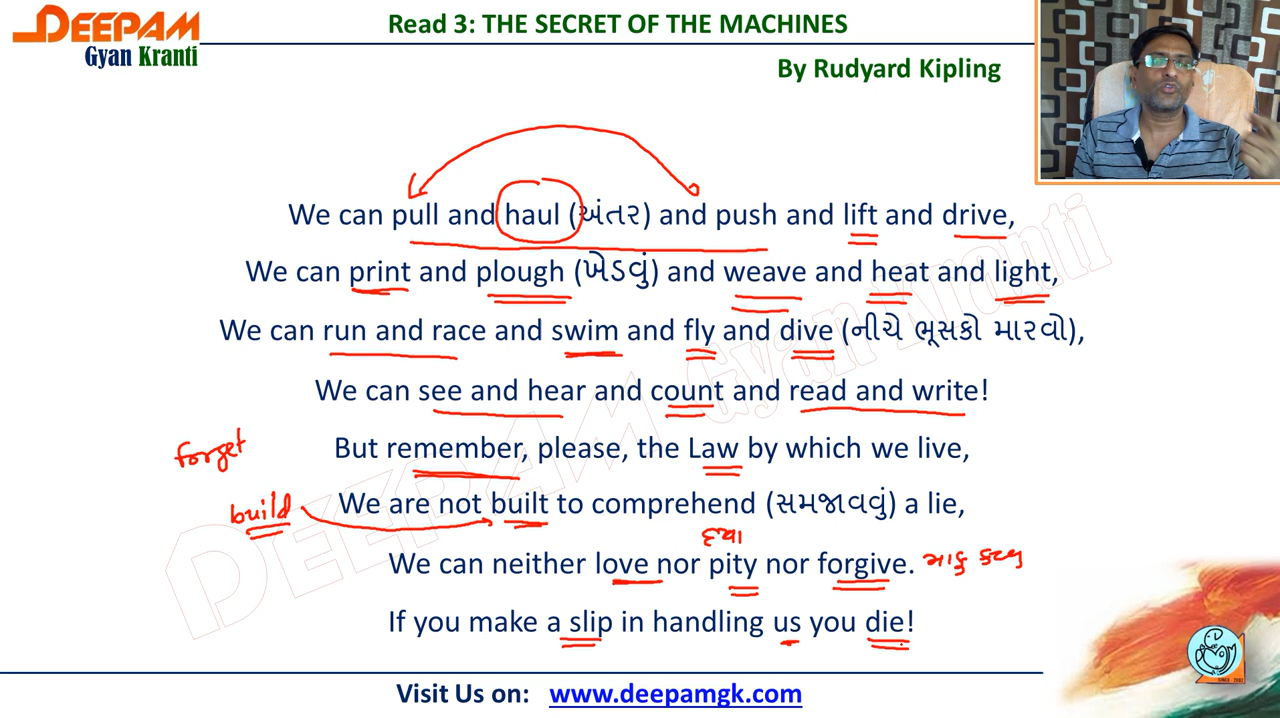 DEEPAM
Gyan Kranti
Read 3: THE SECRET OF THE MACHINES
By Rudyard Kipling
We can pull and haul (અંતર) and push and lift and drive,
We can print and plough (ખેડવું) and weave and heat and light,
We can run and race and swim and fly and dive (નીચે ભૂસકો મારવો),
We can see and hear and count and read and write!
forget
But remember, please, the Law by which we live,
build
We are not built to comprehend (સમજાવવું) a lie,
દયા
We can neither love nor pity nor forgive. માફ કરવુ
If you make a slip in handling us you die!
DEEPAM Gyan Kranti
Visit Us on: www.deepamgk.com